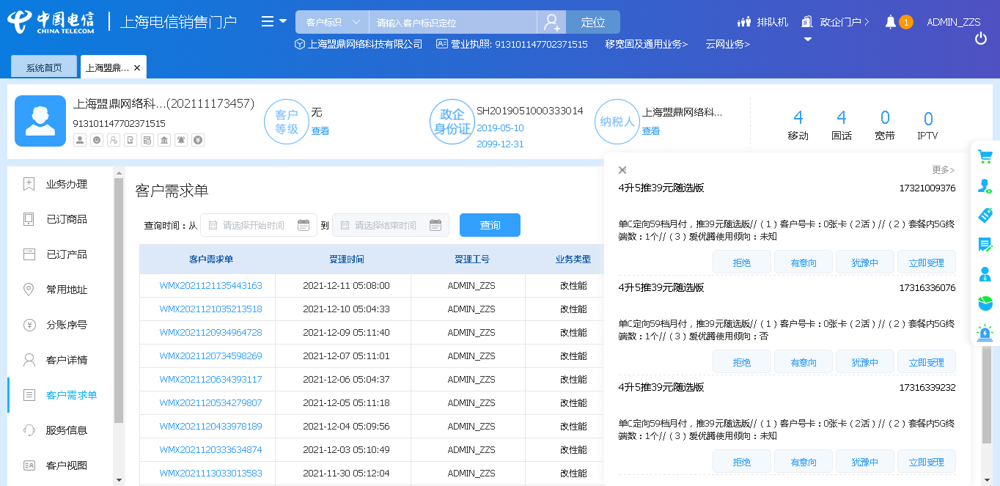 中国电信
CHINA TELECOM
上海电信销售门户
客户标识
请输入客户标识定位
定位
排队机
政企门户>
1
ADMIN_ZZS
上海盟鼎网络科技有限公司
营业执照: 913101147702371515
移宽固及通用业务>
云网业务>
系统首页
上海盟鼎... ×
上海盟鼎网络科...(202111173457)
913101147702371515
客户等级
无
查看
政企身份证
SH2019051000333014
2019-05-10
2099-12-31
纳税人
上海盟鼎网络科...
查看
4 4 0 0
移动 固话 宽带 IPTV
业务办理
已订商品
已订产品
常用地址
分账序号
客户详情
客户需求单
服务信息
客户视图
客户需求单
查询时间：从 请选择开始时间 到 请选择结束时间 查询
客户需求单 受理时间 受理工号 业务类型
WMX2021121135443163 2021-12-11 05:08:00 ADMIN_ZZS 改性能
WMX2021121035213518 2021-12-10 05:04:33 ADMIN_ZZS 改性能
WMX2021120934964728 2021-12-09 05:11:40 ADMIN_ZZS 改性能
WMX2021120734598269 2021-12-07 05:11:01 ADMIN_ZZS 改性能
WMX2021120634393117 2021-12-06 05:04:37 ADMIN_ZZS 改性能
WMX2021120534279807 2021-12-05 05:11:18 ADMIN_ZZS 改性能
WMX2021120433978189 2021-12-04 05:09:56 ADMIN_ZZS 改性能
WMX2021120333634874 2021-12-03 05:10:49 ADMIN_ZZS 改性能
WMX2021113033013583 2021-11-30 05:12:04 ADMIN_ZZS 改性能
更多>
4升5推39元随选版 17321009376
单C定向59档月付，推39元随选版//（1）客户号卡：0张卡（2活）//（2）套餐内5G终
端数：1个//（3）爱优腾使用倾向：未知
拒绝 有意向 犹豫中 立即受理
4升5推39元随选版 17316336076
单C定向59档月付，推39元随选版//（1）客户号卡：0张卡（2活）//（2）套餐内5G终
端数：1个//（3）爱优腾使用倾向：否
拒绝 有意向 犹豫中 立即受理
4升5推39元随选版 17316339232
单C定向59档月付，推39元随选版//（1）客户号卡：0张卡（2活）//（2）套餐内5G终
端数：1个//（3）爱优腾使用倾向：未知
拒绝 有意向 犹豫中 立即受理